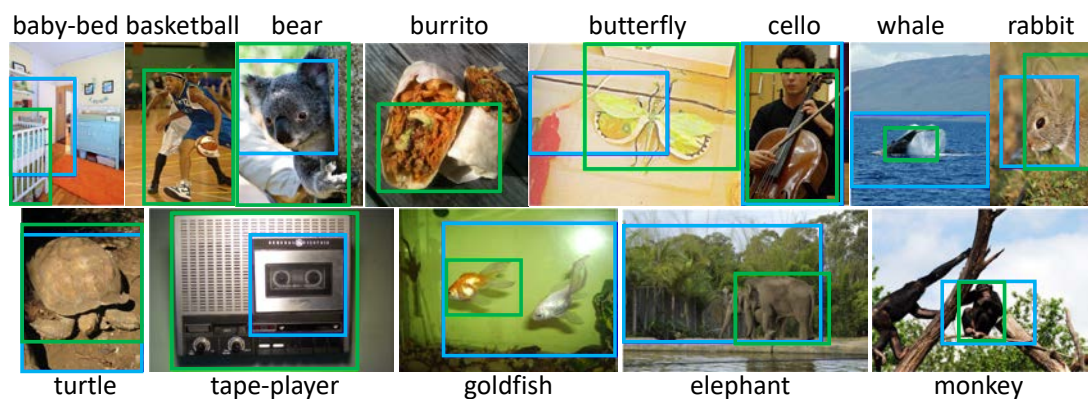 baby-bed basketball bear burrito butterfly cello whale rabbit
turtle tape-player goldfish elephant monkey